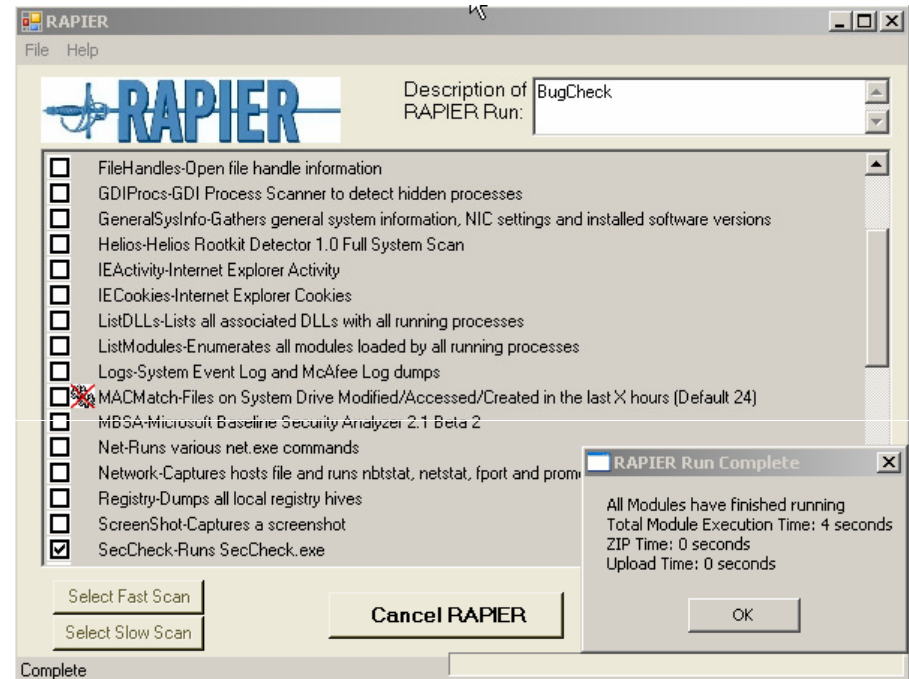 RAPIER
File Help
RAPIER
Description of
RAPIER Run:
BugCheck
FileHandles-Open file handle information
GDIProcs-GDI Process Scanner to detect hidden processes
GeneralSysInfo-Gathers general system information, NIC settings and installed software versions
Helios-Helios Rootkit Detector 1.0 Full System Scan
IEActivity-Internet Explorer Activity
IECookies-Internet Explorer Cookies
ListDLLs-Lists all associated DLLs with all running processes
ListModules-Enumerates all modules loaded by all running processes
Logs-System Event Log and McAfee Log dumps
MACMatch-Files on System Drive Modified/Accessed/Created in the last X hours (Default 24)
MBSA-Microsoft Baseline Security Analyzer 2.1 Beta 2
Net-Runs various net.exe commands
Network-Captures hosts file and runs nbtstat, netstat, fport and prom
Registry-Dumps all local registry hives
ScreenShot-Captures a screenshot
SecCheck-Runs SecCheck.exe
RAPIER Run Complete
All Modules have finished running
Total Module Execution Time: 4 seconds
ZIP Time: 0 seconds
Upload Time: 0 seconds
OK
Select Fast Scan
Select Slow Scan
Cancel RAPIER
Complete